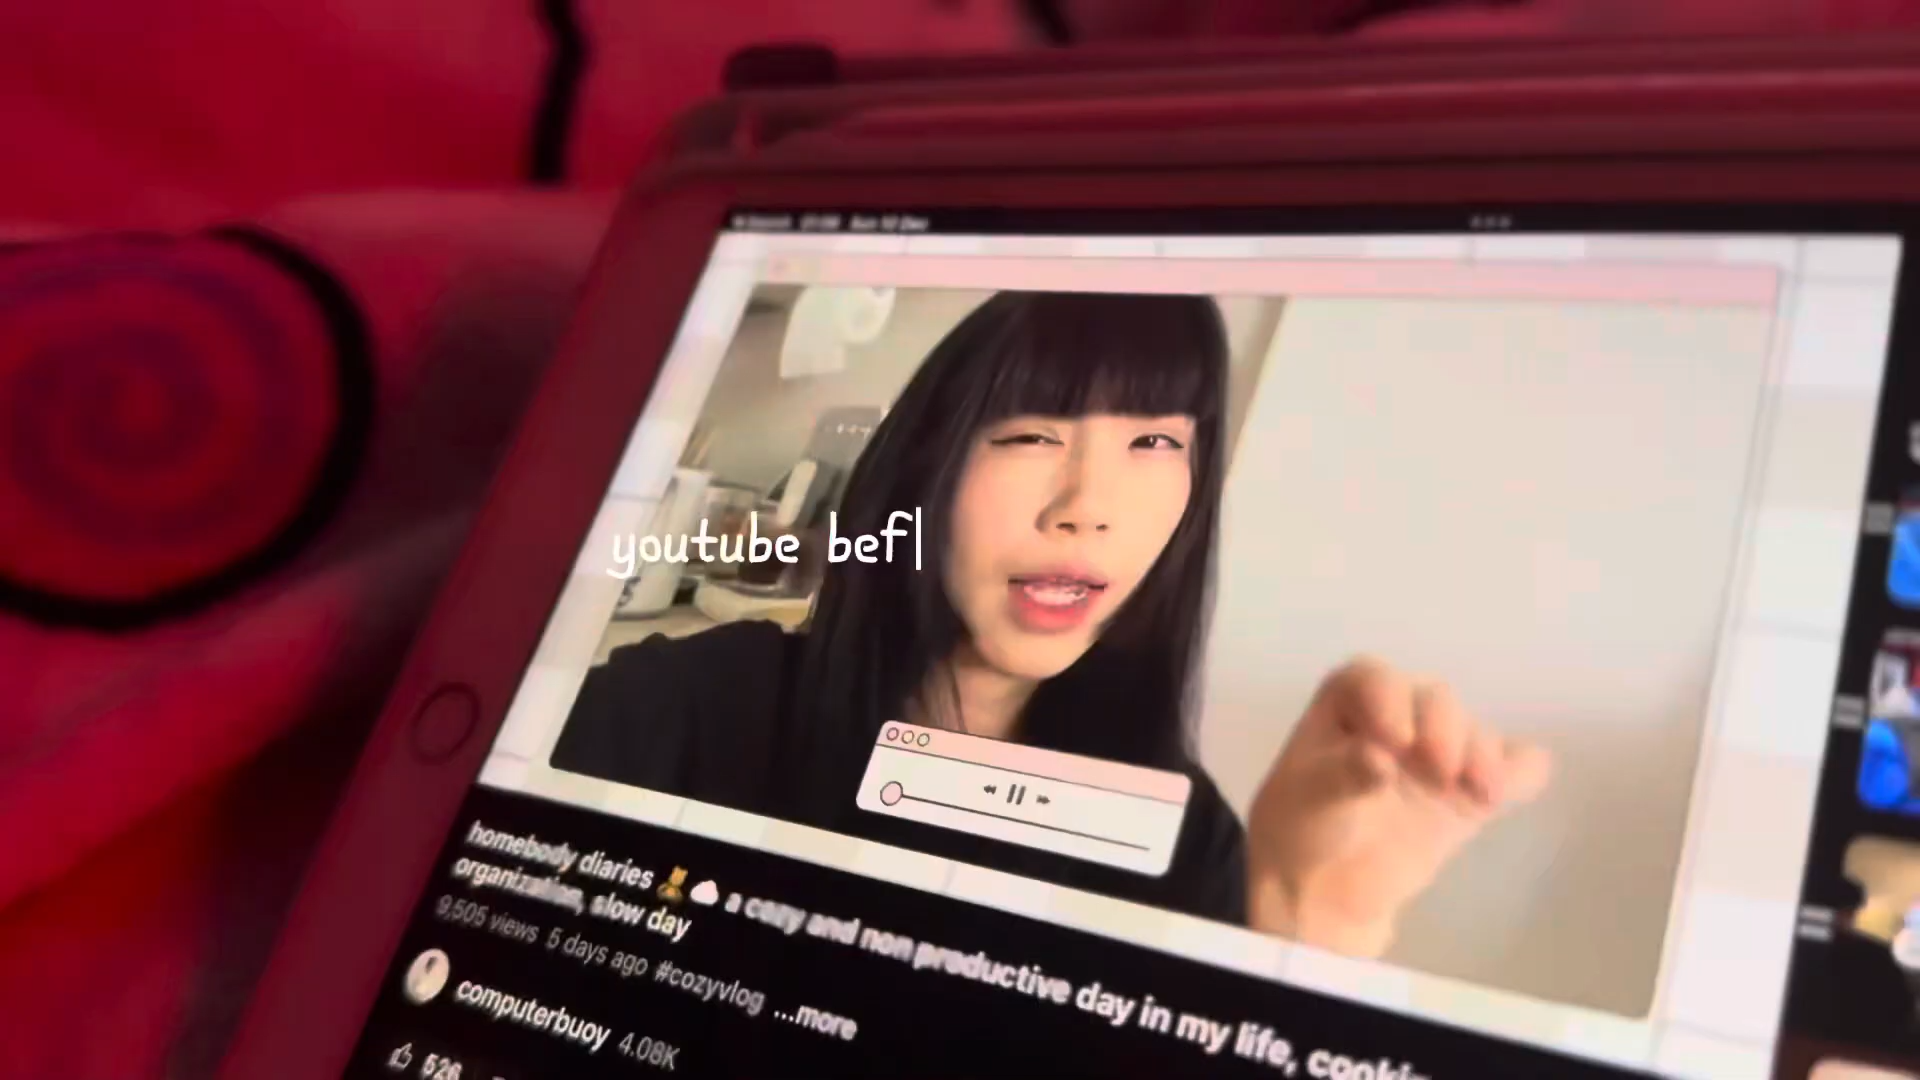 youtube bef
homebody diaries 🧸☁️ a cozy and non productive day in my life,
organization, slow day
9,505 views 5 days ago #cozyvlog ...more
computerbuoy 4.08K
526